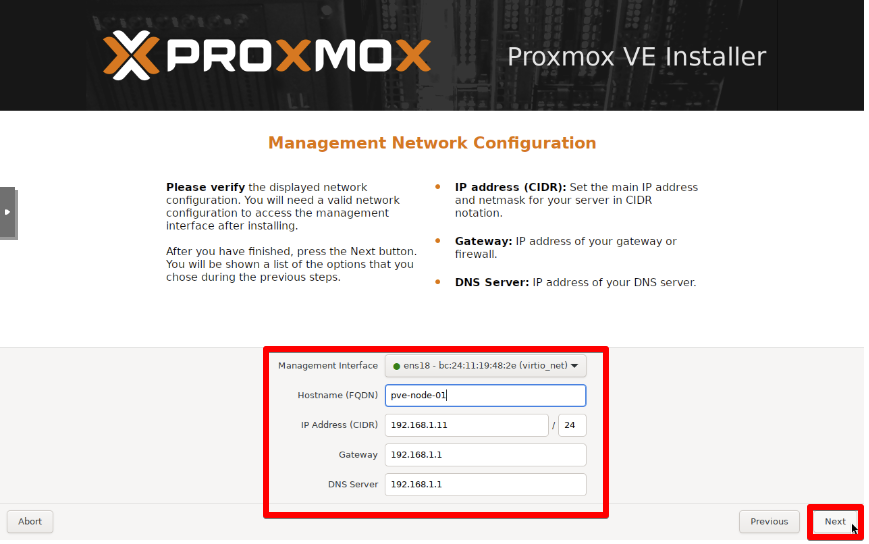 PROXMOX
Proxmox VE Installer
Management Network Configuration
Please verify the displayed network
configuration. You will need a valid network
configuration to access the management
interface after installing.
After you have finished, press the Next button.
You will be shown a list of the options that you
chose during the previous steps.
IP address (CIDR): Set the main IP address
and netmask for your server in CIDR
notation.
Gateway: IP address of your gateway or
firewall.
DNS Server: IP address of your DNS server.
Management Interface ens18 - bc:24:11:19:48:2e (virtio_net)
Hostname (FQDN) pve-node-01
IP Address (CIDR) 192.168.1.11 / 24
Gateway 192.168.1.1
DNS Server 192.168.1.1
Abort Previous Next